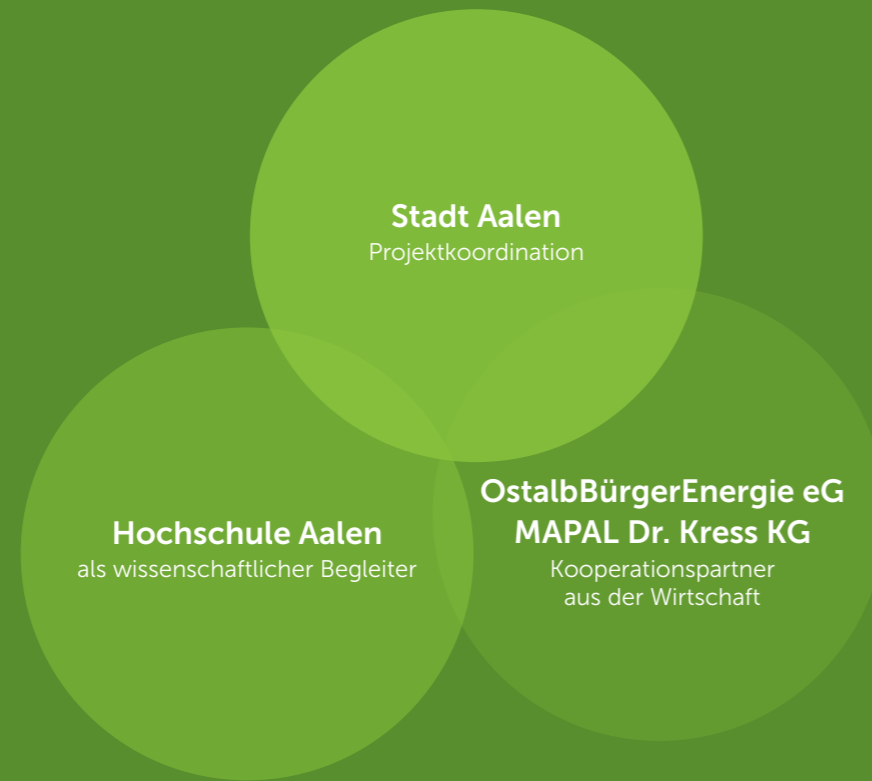 Stadt Aalen
Projektkoordination
Hochschule Aalen
als wissenschaftlicher Begleiter
OstalbBürgerEnergie eG
MAPAL Dr. Kress KG
Kooperationspartner
aus der Wirtschaft